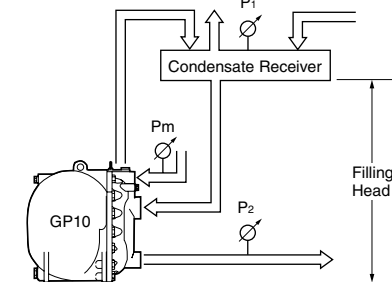 P1
Condensate Receiver
Pm
Filling
Head
GP10
P2